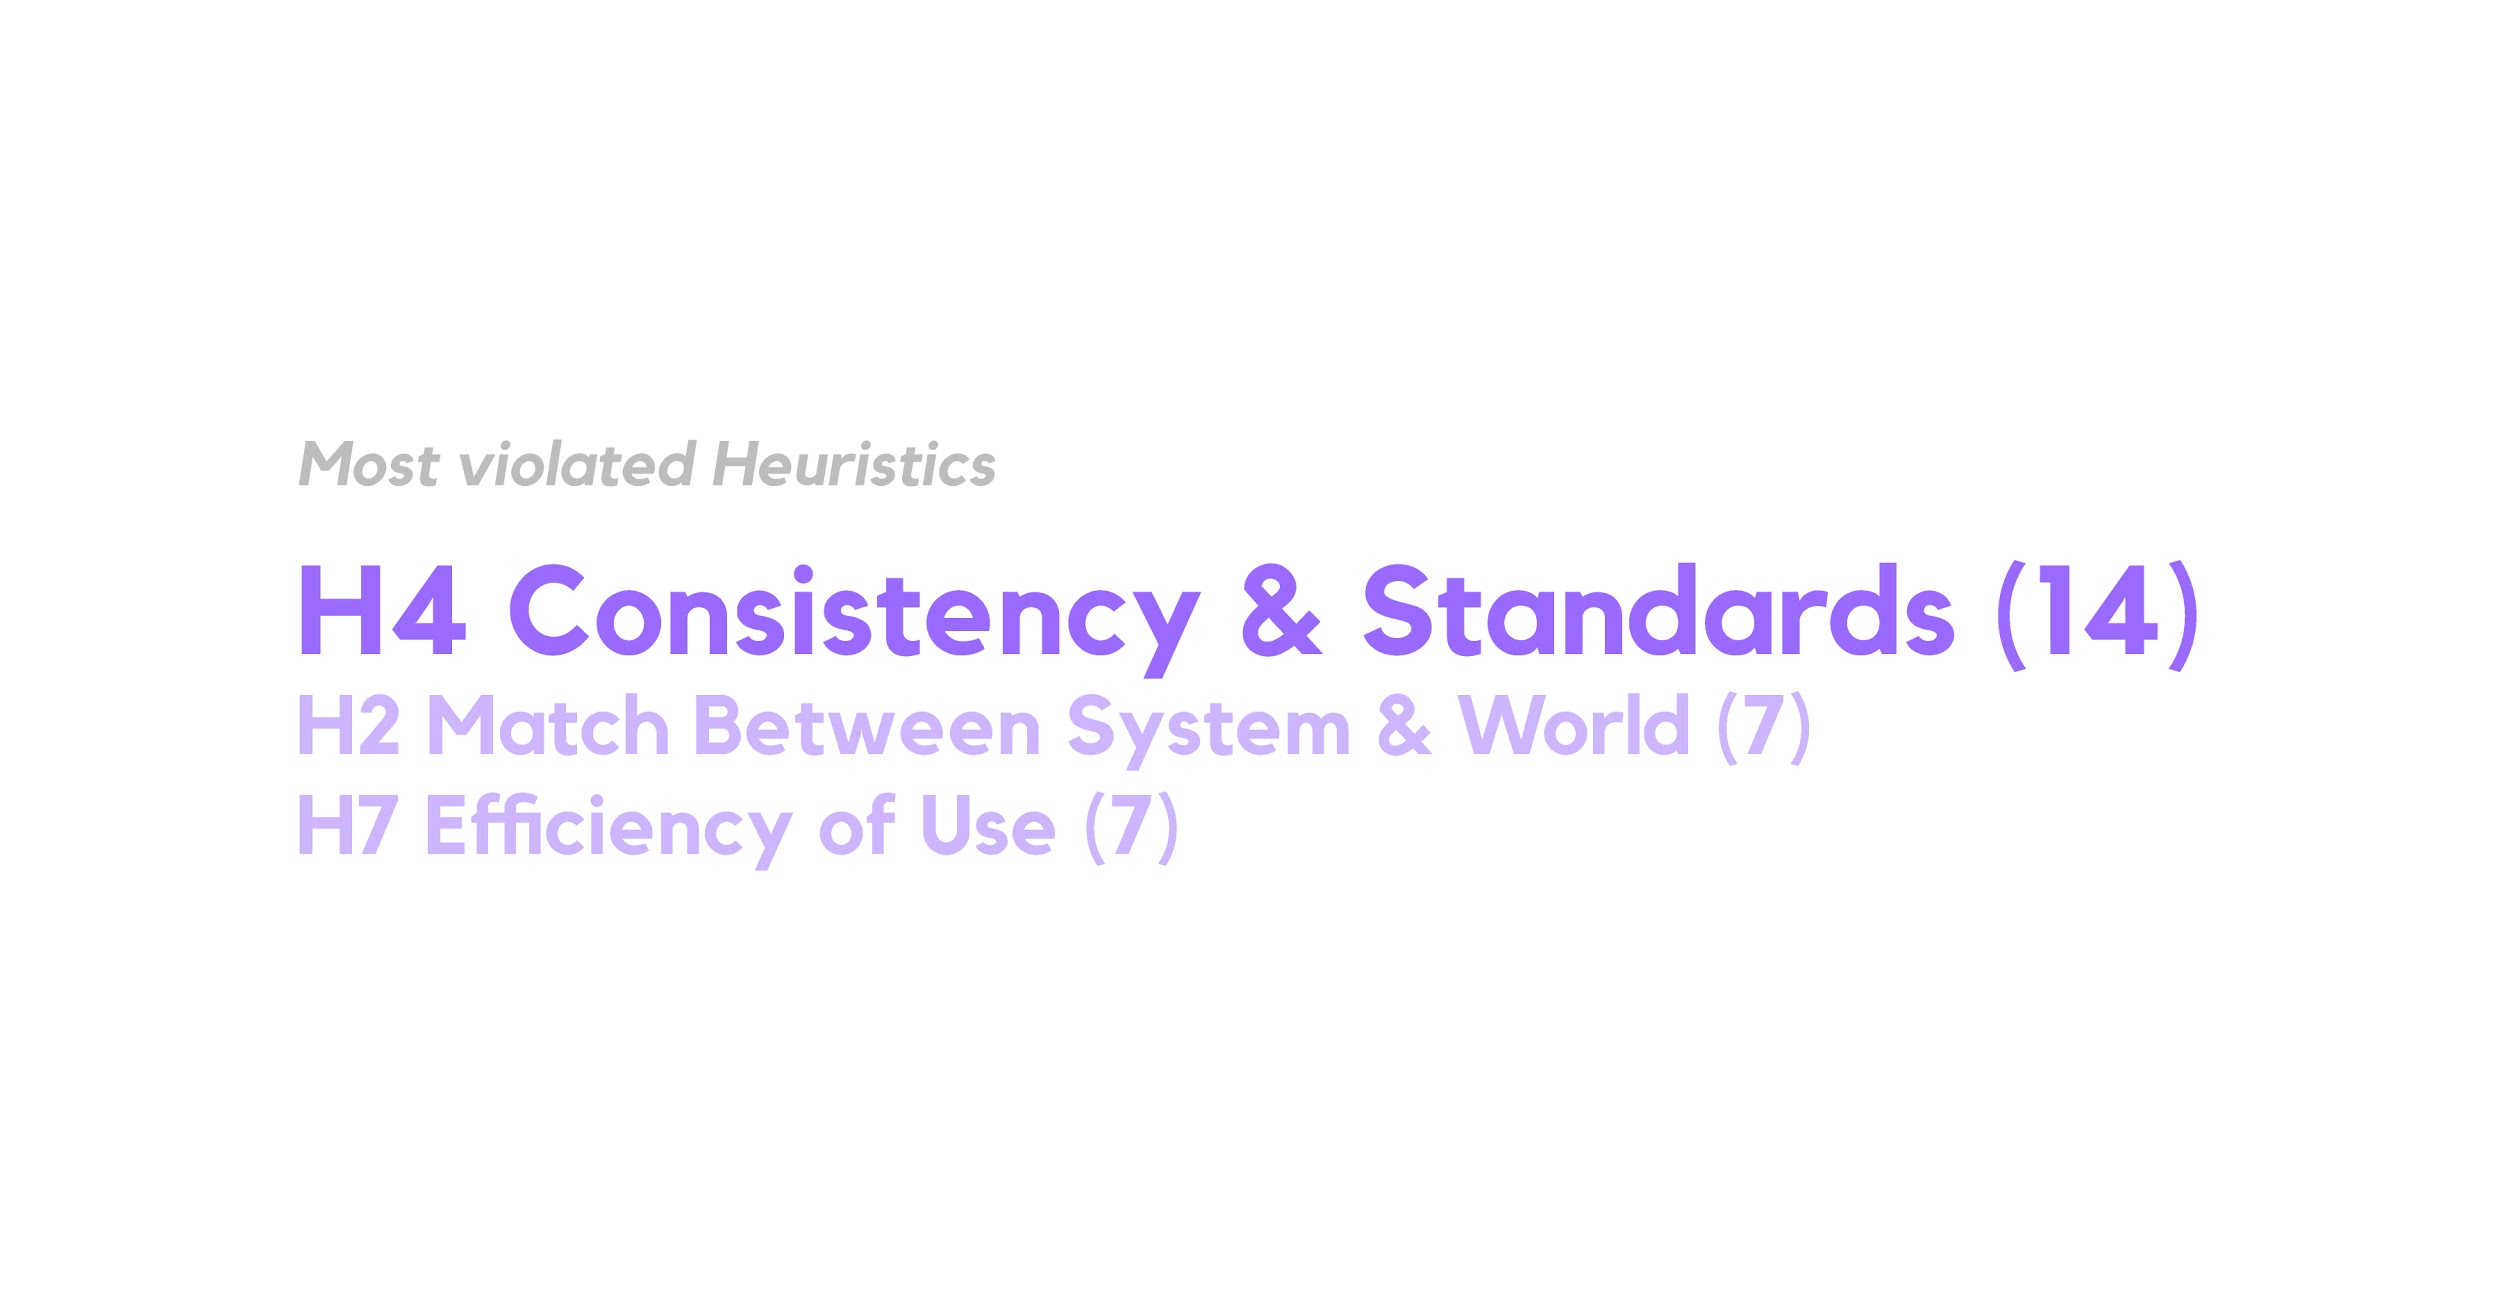 Most violated Heuristics
H4 Consistency & Standards (14)
H2 Match Between System & World (7)
H7 Efficiency of Use (7)